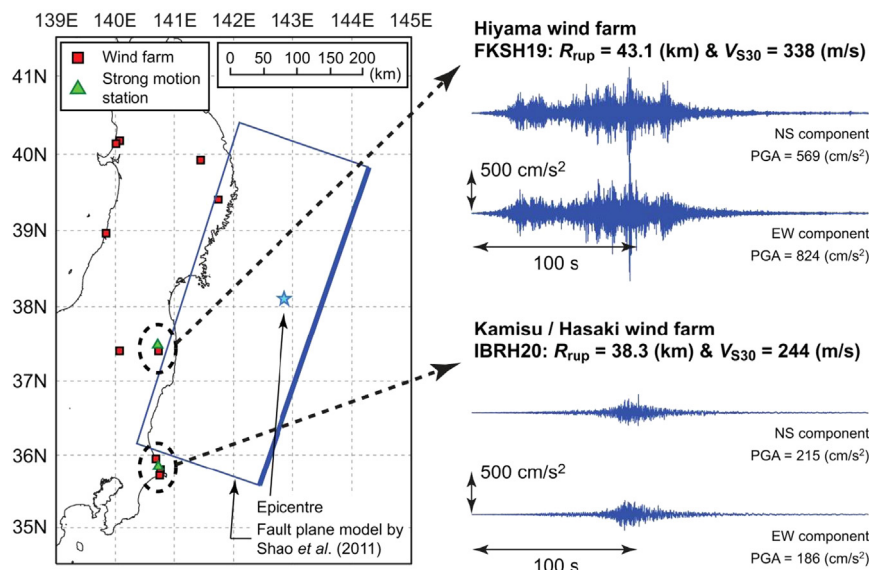 139E 140E 141E 142E 143E 144E 145E
41N
40N
39N
38N
37N
36N
35N
Wind farm
Strong motion
station
0 50 100 150 200
(km)
Epicentre
Fault plane model by
Shao et al. (2011)
Hiyama wind farm
FKSH19: Rrup = 43.1 (km) & VS30 = 338 (m/s)
NS component
PGA = 569 (cm/s²)
500 cm/s²
EW component
PGA = 824 (cm/s²)
100 s
Kamisu / Hasaki wind farm
IBRH20: Rrup = 38.3 (km) & VS30 = 244 (m/s)
NS component
PGA = 215 (cm/s²)
500 cm/s²
EW component
PGA = 186 (cm/s²)
100 s